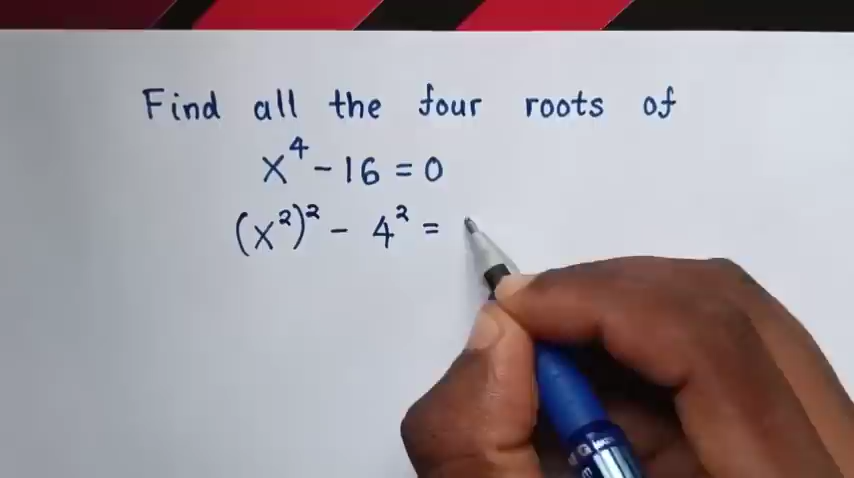 Find all the four roots of
x⁴ - 16 = 0
(x²)² - 4² =